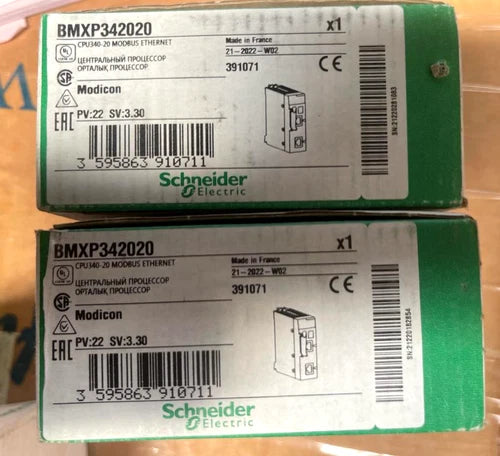 BMXP342020
x1
CPU340-20 MODBUS ETHERNET
Made in France
21-2022-W02
ЦЕНТРАЛЬНЫЙ ПРОЦЕССОР
ОРТАЛЫҚ ПРОЦЕССОР
391071
CE
Modicon
EAC
PV:22 SV:3.30
3 595863 910711
Schneider
Electric
BMXP342020
x1
CPU340-20 MODBUS ETHERNET
Made in France
21-2022-W02
ЦЕНТРАЛЬНЫЙ ПРОЦЕССОР
ОРТАЛЫҚ ПРОЦЕССОР
391071
CE
Modicon
EAC
PV:22 SV:3.30
3 595863 910711
Schneider
Electric